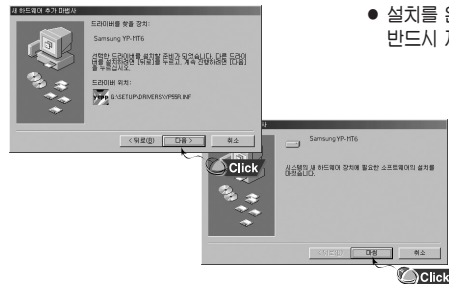 새 하드웨어 추가 마법사
드라이버를 찾을 장치:
Samsung YP-MT6
선택한 드라이버를 설치할 준비가 되었습니다. 다른 드라이
버를 설치하려면 [뒤로]를 누르고, 계속 진행하려면 [다음]
을 누르십시오.
드라이버 위치:
G:\SETUP\DRIVERS\YP55R.INF
< 뒤로(B)
다음 >
취소
Click
● 설치를
반드시
Samsung YP-MT6
시스템의 새 하드웨어 장치에 필요한 소프트웨어의 설치를
마쳤습니다.
마침
취소
Click